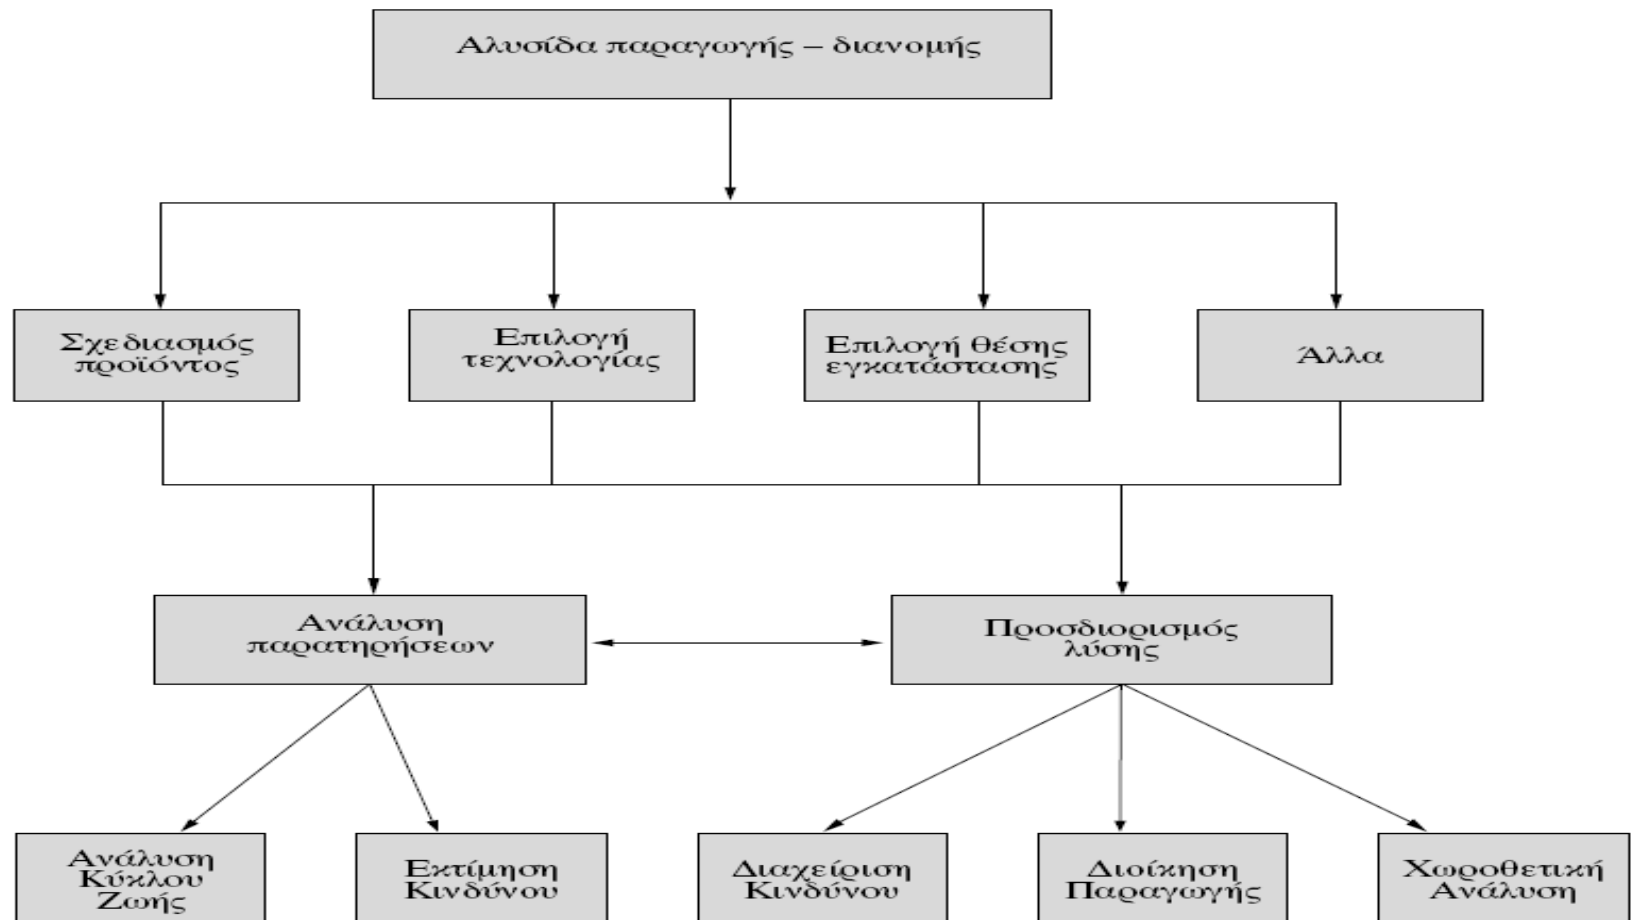 Αλυσίδα παραγωγής – διανομής
Σχεδιασμός
προϊόντος
Επιλογή
τεχνολογίας
Επιλογή θέσης
εγκατάστασης
Άλλα
Ανάλυση
παρατηρήσεων
Προσδιορισμός
λύσης
Ανάλυση
Κύκλου
Ζωής
Εκτίμηση
Κινδύνου
Διαχείριση
Κινδύνου
Διοίκηση
Παραγωγής
Χωροθετική
Ανάλυση